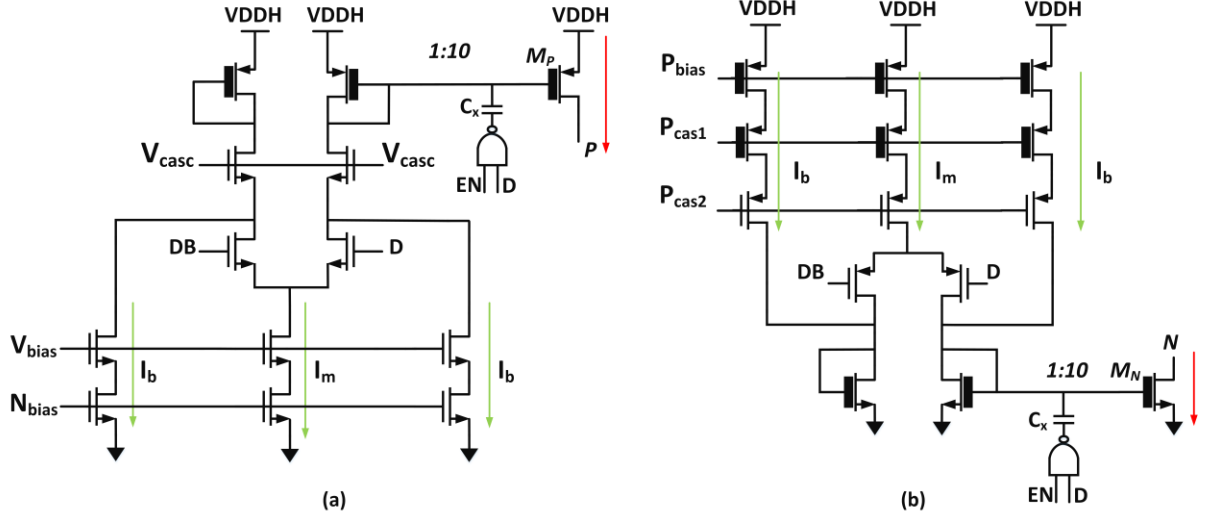 VDDH VDDH VDDH
1:10 M_P
C_x
V_casc V_casc
P
EN D
DB D
V_bias
I_b I_m I_b
N_bias
(a)
VDDH VDDH VDDH
P_bias
P_cas1
I_b I_m I_b
P_cas2
DB D
N
1:10 M_N
C_x
EN D
(b)